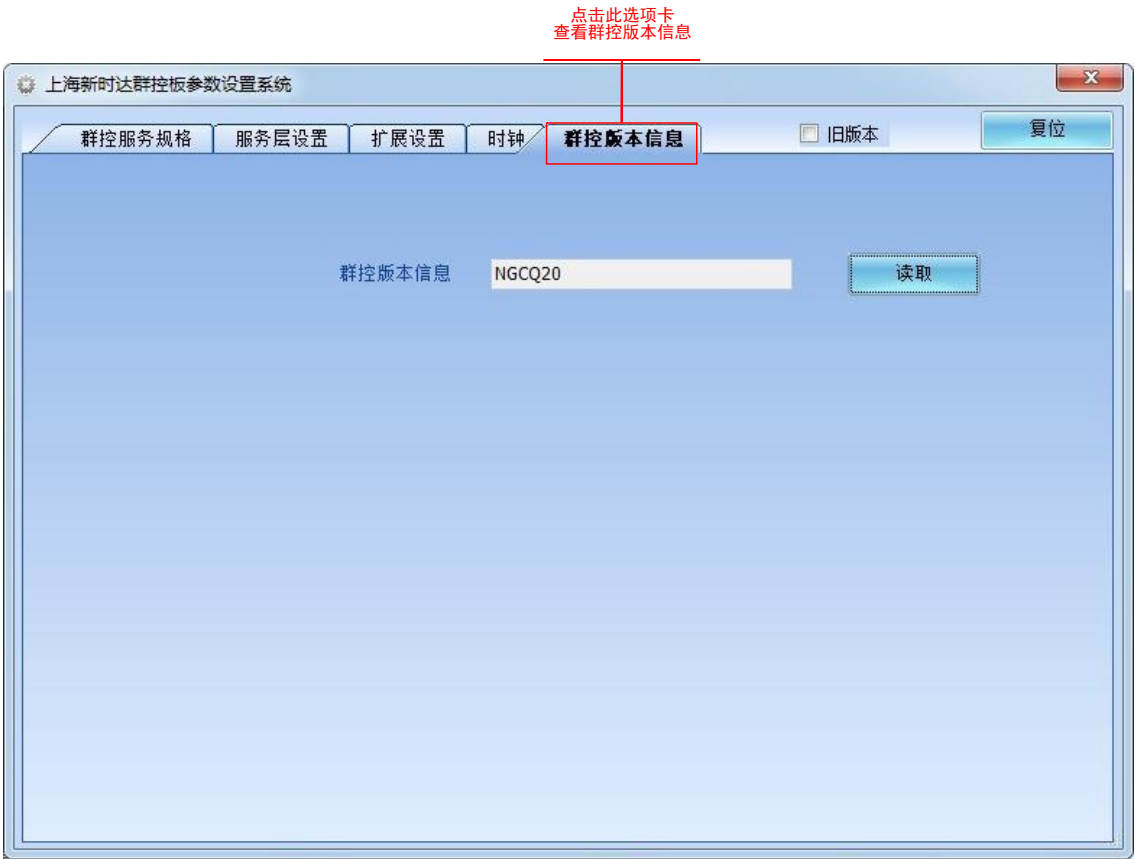 点击此选项卡
查看群控版本信息
上海新时达群控板参数设置系统
群控服务规格 服务层设置 扩展设置 时钟 群控版本信息 旧版本 复位
群控版本信息 NGCQ20 读取